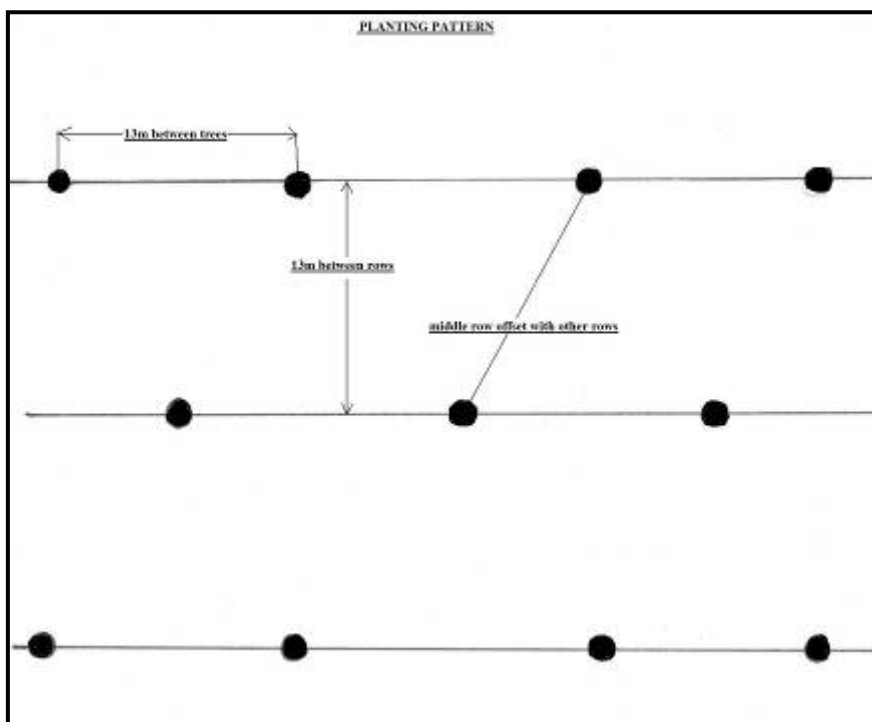 PLANTING PATTERN
13m between trees
13m between rows
middle row offset with other rows